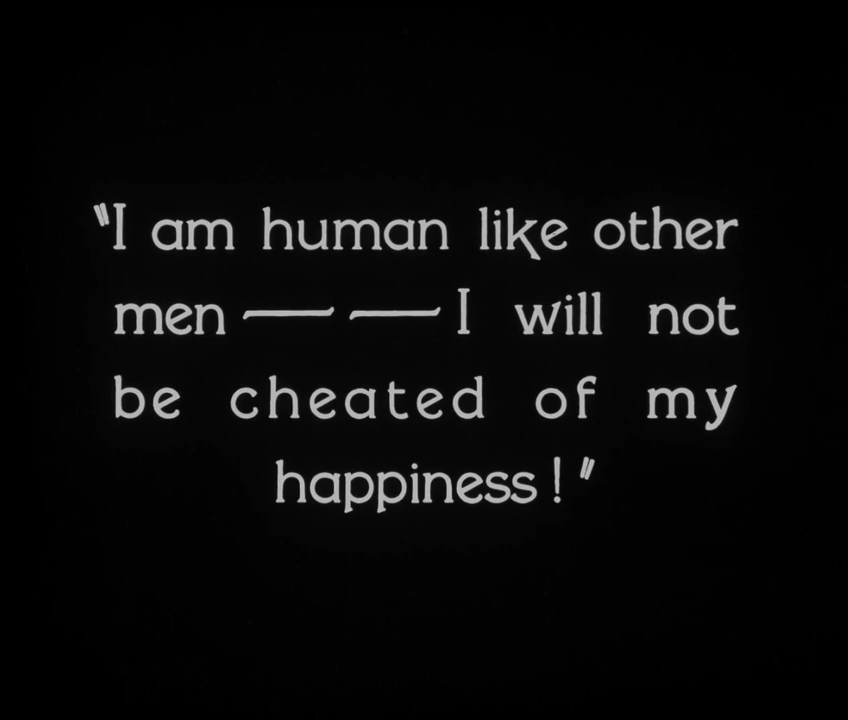 "I am human like other
men — — I will not
be cheated of my
happiness!"